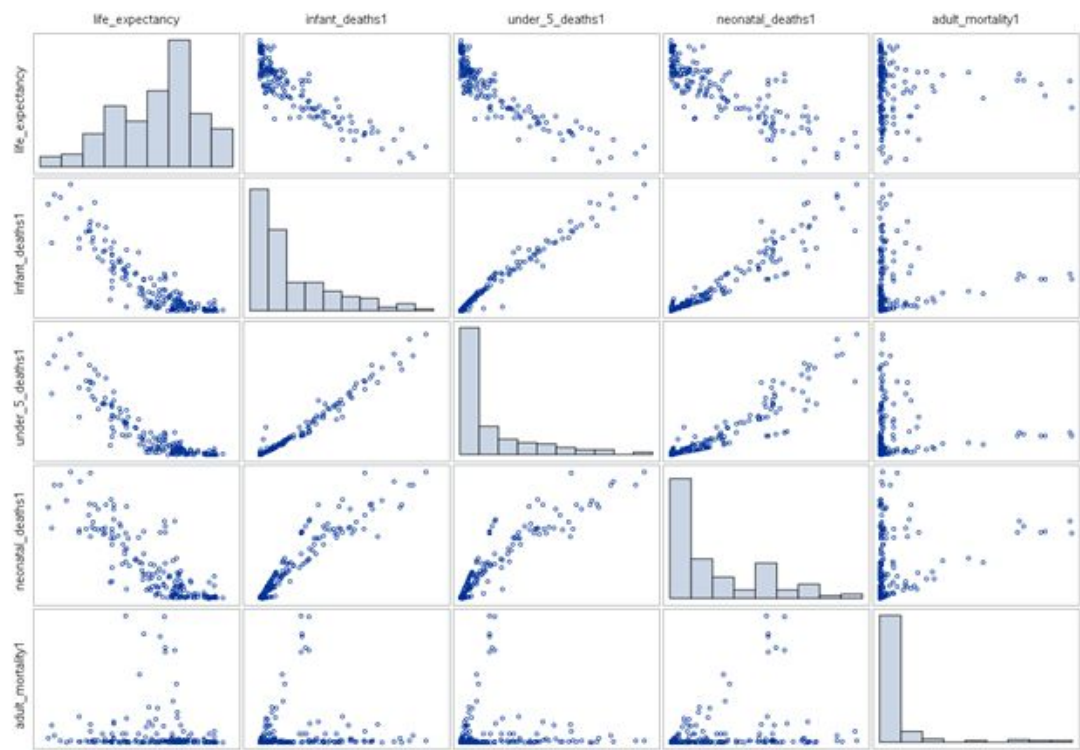 life_expectancy infant_deaths1 under_5_deaths1 neonatal_deaths1 adult_mortality1
life_expectancy
infant_deaths1
under_5_deaths1
neonatal_deaths1
adult_mortality1